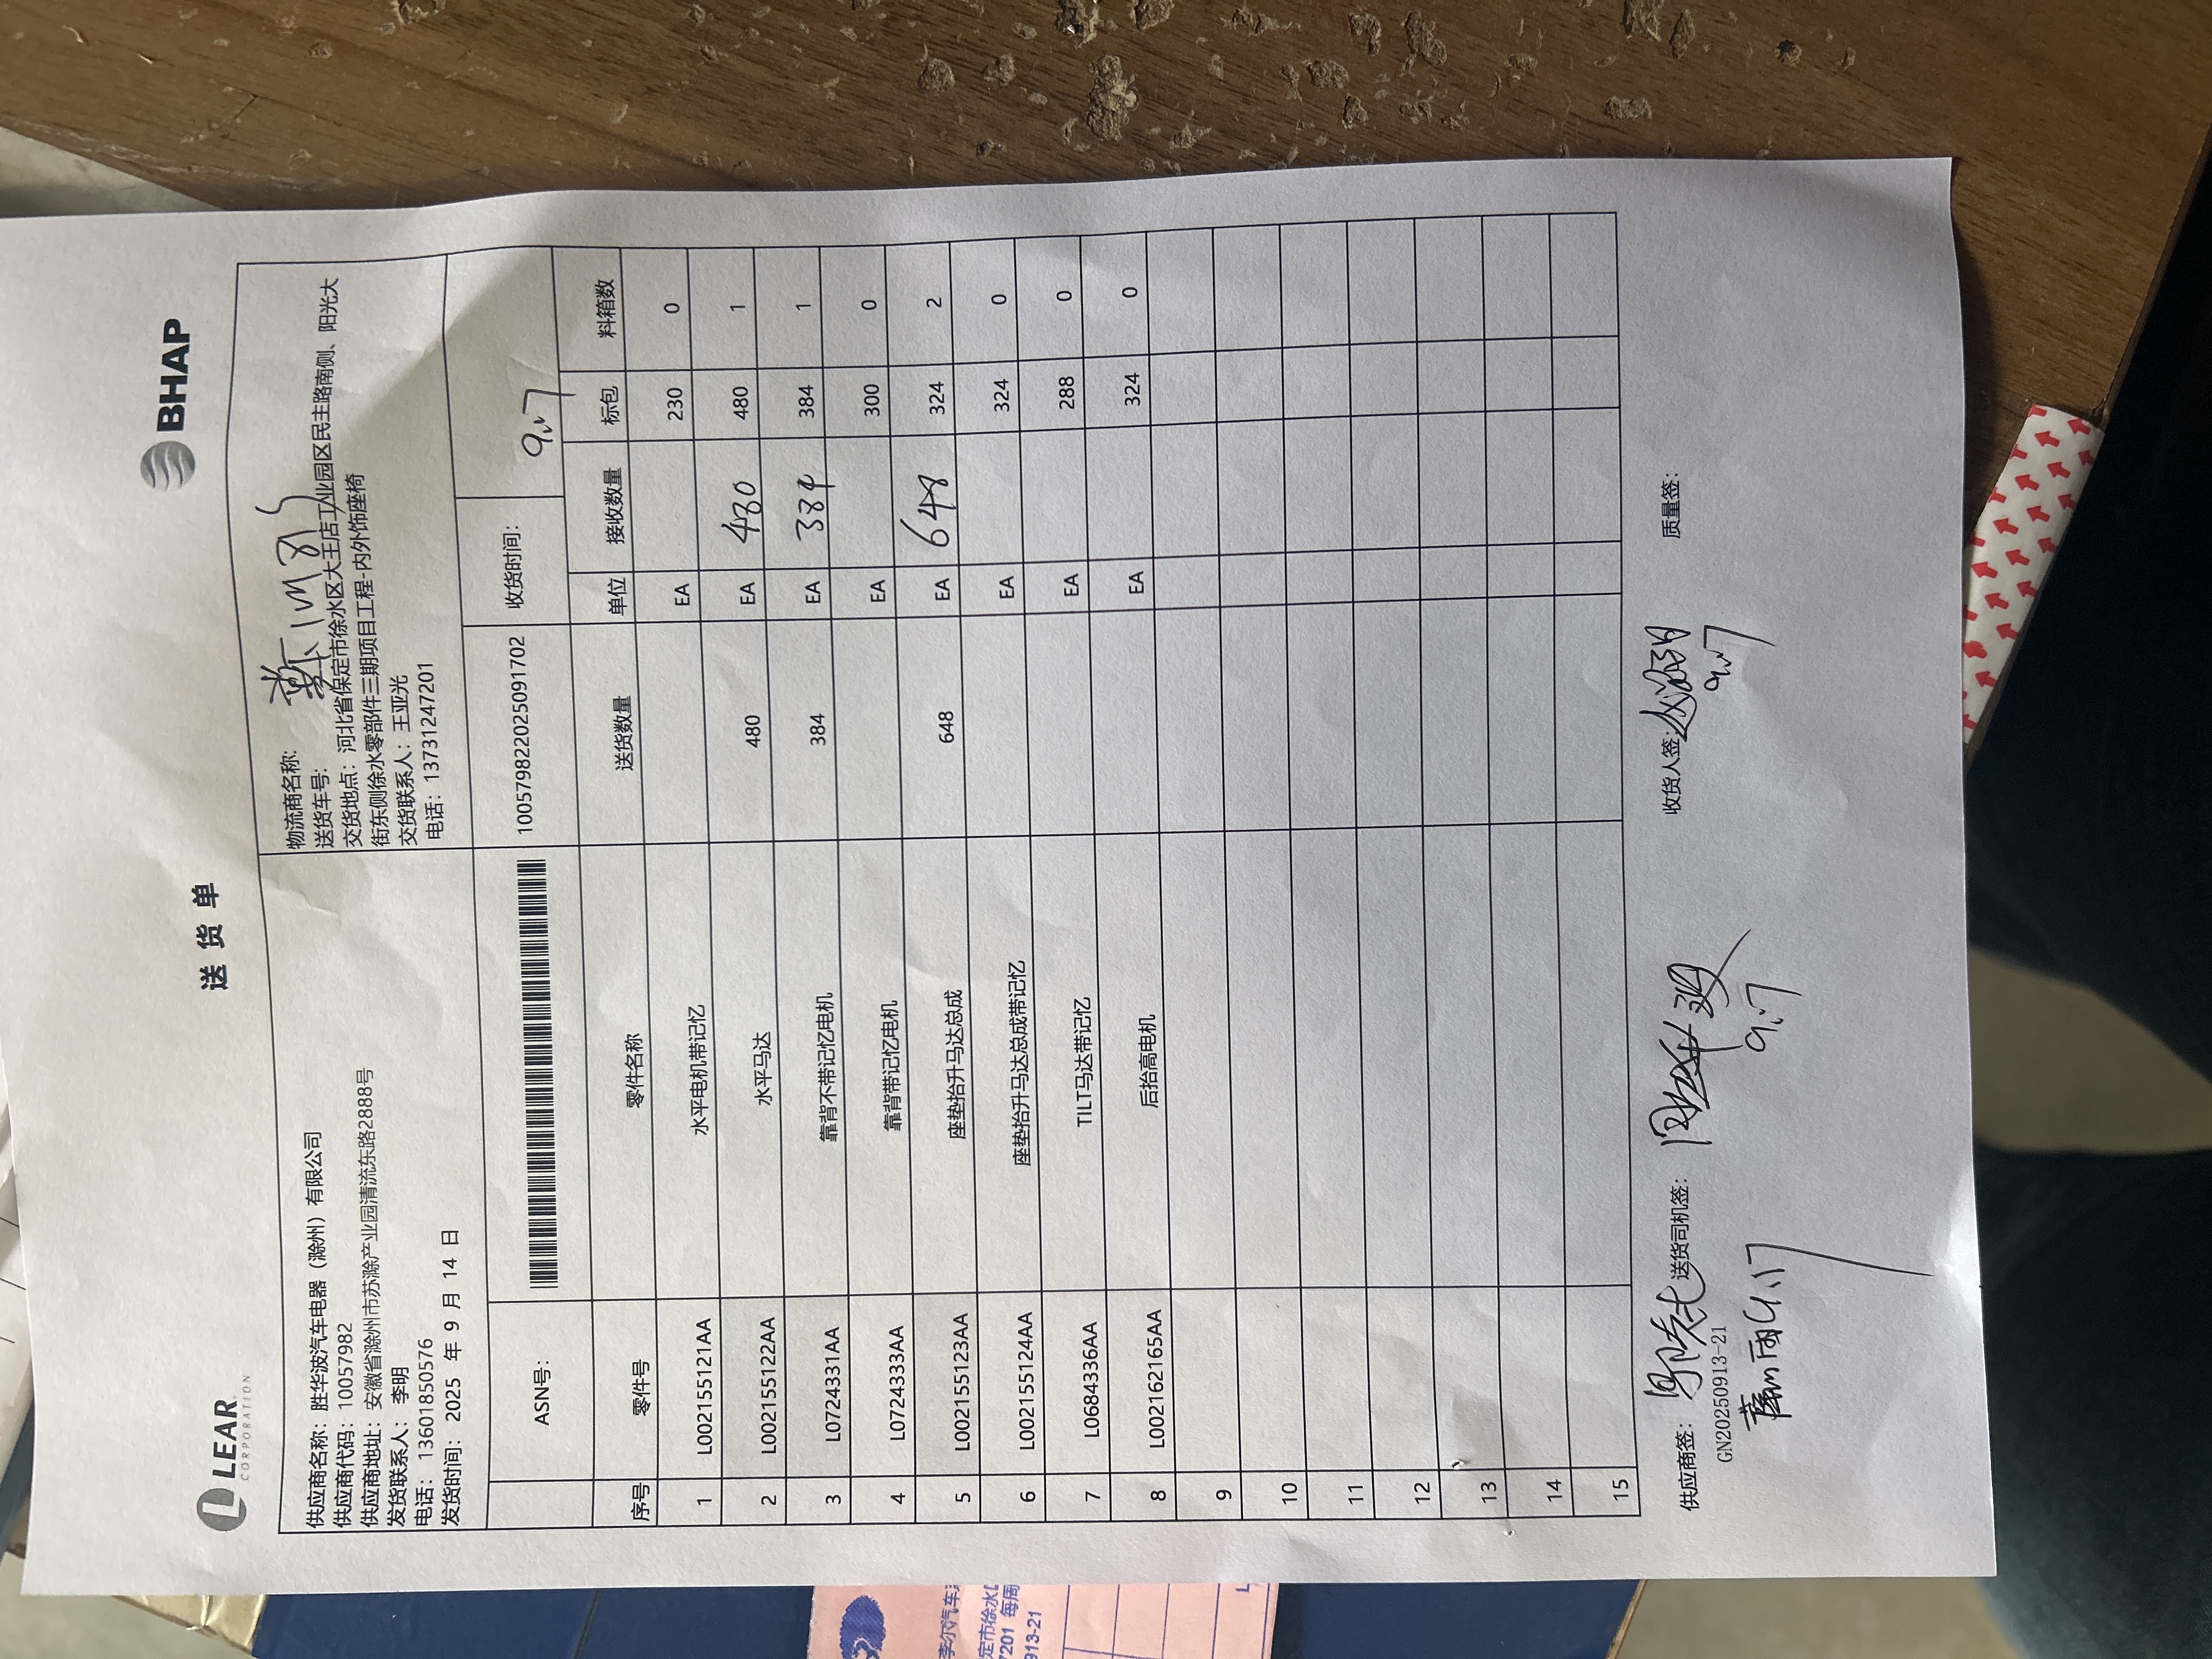 LEAR
CORPORATION
送 货 单
BHAP
供应商名称：胜华波汽车电器（滁州）有限公司
供应商代码：10057982
供应商地址：安徽省滁州市苏滁产业园清流东路2888号
发货联系人：李明
电话：13601850576
发货时间：2025 年 9 月 14 日
物流商名称：
送货车号：
交货地点：河北省保定市徐水区大王店工业园区民主路南侧、阳光大
街东侧徐水零部件三期项目工程-内外饰座椅
交货联系人：王亚光
电话：13731247201
ASN号： 100579822025091702 收货时间：
序号 零件号 零件名称 送货数量 单位 接收数量 标包 料箱数
1 L002155121AA 水平电机带记忆 EA 230 0
2 L002155122AA 水平马达 480 EA 480 480 1
3 L0724331AA 靠背不带记忆电机 384 EA 384 384 1
4 L0724333AA 靠背带记忆电机 EA 300 0
5 L002155123AA 座垫抬升马达总成 648 EA 648 324 2
6 L002155124AA 座垫抬升马达总成带记忆 EA 324 0
7 L0684336AA TILT马达带记忆 EA 288 0
8 L002162165AA 后抬高电机 EA 324 0
9
10
11
12
13
14
15
供应商签： 送货司机签： 收货人签： 质量签：
GN20250913-21
李尔汽车
定市徐水
7201 每周
913-21